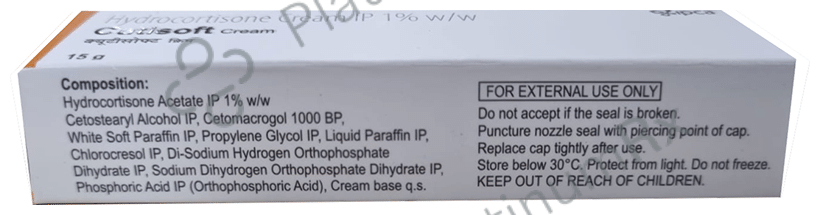 Hydrocortisone Cream IP 1% w/w
ipca
Cutisoft Cream
क्यूटीसॉफ्ट क्रिम
15 g
Composition:
Hydrocortisone Acetate IP 1% w/w
Cetostearyl Alcohol IP, Cetomacrogol 1000 BP,
White Soft Paraffin IP, Propylene Glycol IP, Liquid Paraffin IP,
Chlorocresol IP, Di-Sodium Hydrogen Orthophosphate
Dihydrate IP, Sodium Dihydrogen Orthophosphate Dihydrate IP,
Phosphoric Acid IP (Orthophosphoric Acid), Cream base q.s.
FOR EXTERNAL USE ONLY
Do not accept if the seal is broken.
Puncture nozzle seal with piercing point of cap.
Replace cap tightly after use.
Store below 30°C. Protect from light. Do not freeze.
KEEP OUT OF REACH OF CHILDREN.